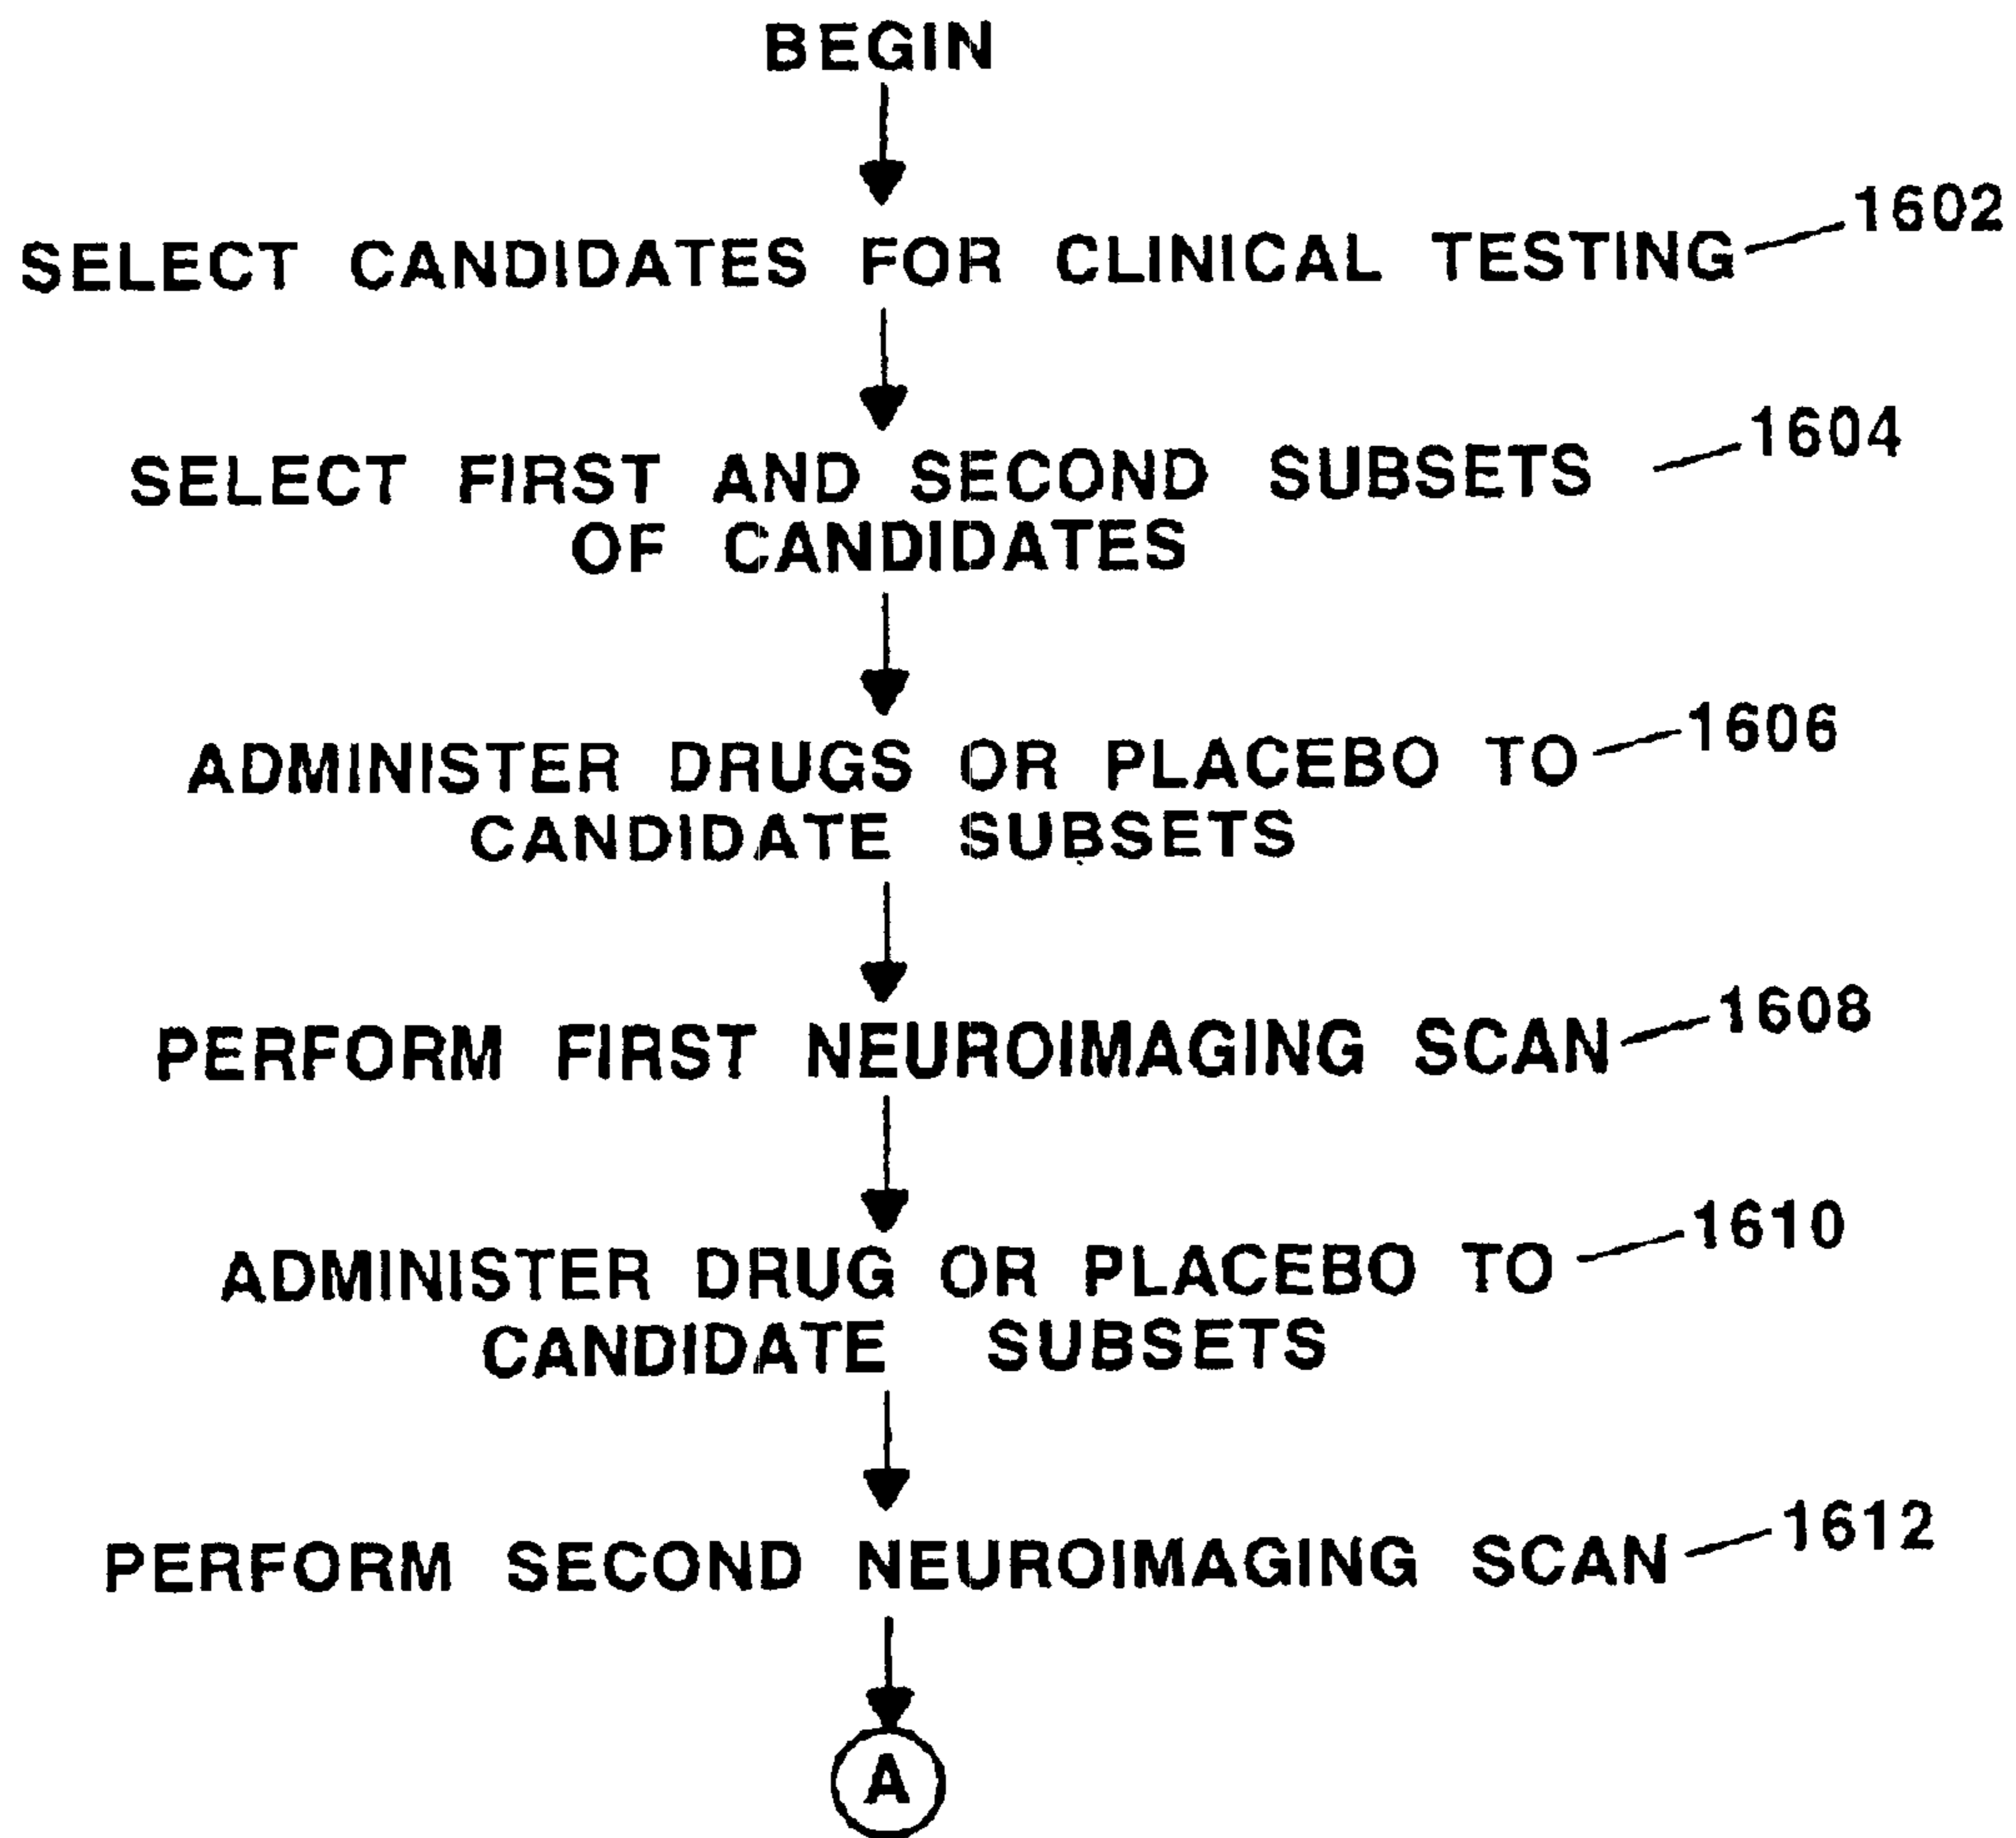 BEGIN
SELECT CANDIDATES FOR CLINICAL TESTING 1602
SELECT FIRST AND SECOND SUBSETS 1604
OF CANDIDATES
ADMINISTER DRUGS OR PLACEBO TO 1606
CANDIDATE SUBSETS
PERFORM FIRST NEUROIMAGING SCAN 1608
ADMINISTER DRUG OR PLACEBO TO 1610
CANDIDATE SUBSETS
PERFORM SECOND NEUROIMAGING SCAN 1612
A